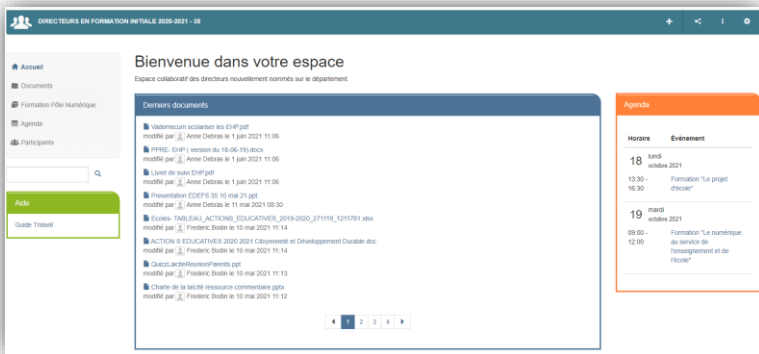 DIRECTEURS EN FORMATION INITIALE 2020-2021 - 35
Accueil
Documents
Formation Pôle Numérique
Agenda
Participants
Aide
Guide Triskell
Bienvenue dans votre espace
Espace collaboratif des directeurs nouvellement nommés sur le département.
Derniers documents
Vademecum scolariser les EHP.pdf
modifié par Anne Debras le 1 juin 2021 11:06
PPRE- EHP ( version du 18-06-19).docx
modifié par Anne Debras le 1 juin 2021 11:06
Livret de suivi EHP.pdf
modifié par Anne Debras le 1 juin 2021 11:06
Presentation EDEFS 35 10 mai 21.ppt
modifié par Anne Debras le 11 mai 2021 08:30
Ecoles- TABLEAU_ACTIONS_EDUCATIVES_2019-2020_271119_1211761.xlsx
modifié par Frederic Bodin le 10 mai 2021 11:14
ACTION S EDUCATIVES 2020 2021 Citoyenneté et Développement Durable.doc
modifié par Frederic Bodin le 10 mai 2021 11:14
QuizzLaiciteReunionParents.ppt
modifié par Frederic Bodin le 10 mai 2021 11:13
Charte de la laïcité ressource commentaire.pptx
modifié par Frederic Bodin le 10 mai 2021 11:12
1 2 3 4
Agenda
Horaire Évènement
18 lundi
octobre 2021
13:30 - Formation "Le projet
16:30 d'école"
19 mardi
octobre 2021
09:00 - Formation "Le numérique
12:00 au service de
l'enseignement et de
l'école"